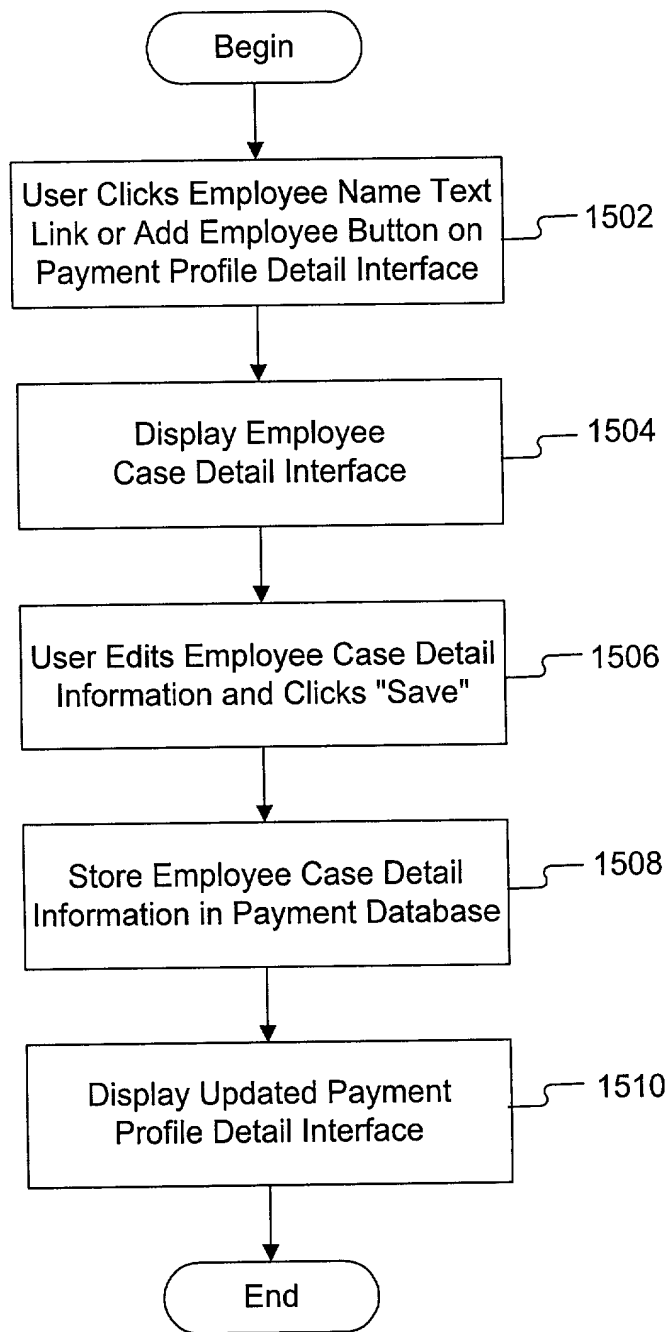 Begin
User Clicks Employee Name Text
Link or Add Employee Button on
Payment Profile Detail Interface
1502
Display Employee
Case Detail Interface
1504
User Edits Employee Case Detail
Information and Clicks "Save"
1506
Store Employee Case Detail
Information in Payment Database
1508
Display Updated Payment
Profile Detail Interface
1510
End